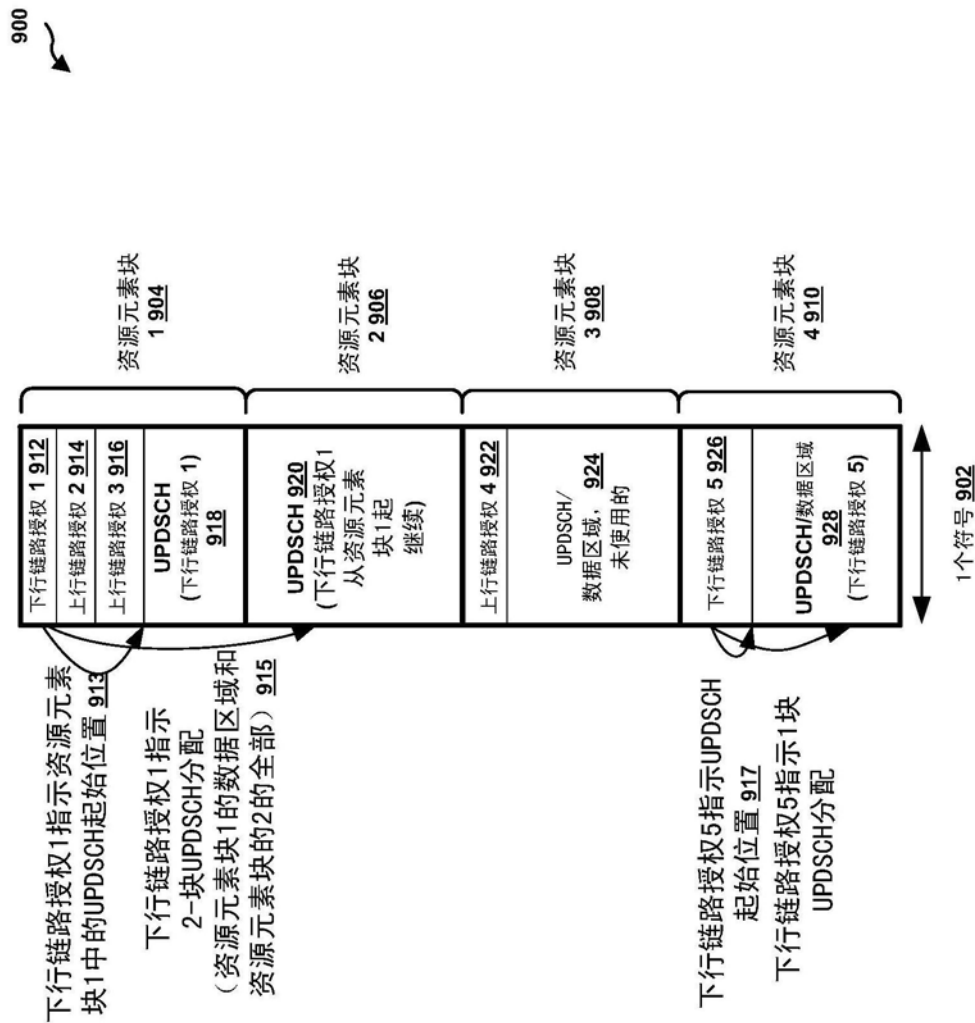 900
下行链路授权 1 912
上行链路授权 2 914
上行链路授权 3 916
UPDSCH
(下行链路授权 1)
918
UPDSCH 920
(下行链路授权1
从资源元素
块1起
继续)
上行链路授权 4 922
UPDSCH/
数据区域，924
未使用的
下行链路授权 5 926
UPDSCH/数据区域
928
(下行链路授权 5)
资源元素块
1 904
资源元素块
2 906
资源元素块
3 908
资源元素块
4 910
1个符号 902
下行链路授权1指示资源元素
块1中的UPDSCH起始位置 913
下行链路授权1指示
2-块UPDSCH分配
（资源元素块1的数据区域和
资源元素块的2的全部）915
下行链路授权5指示UPDSCH
起始位置 917
下行链路授权5指示1块
UPDSCH分配